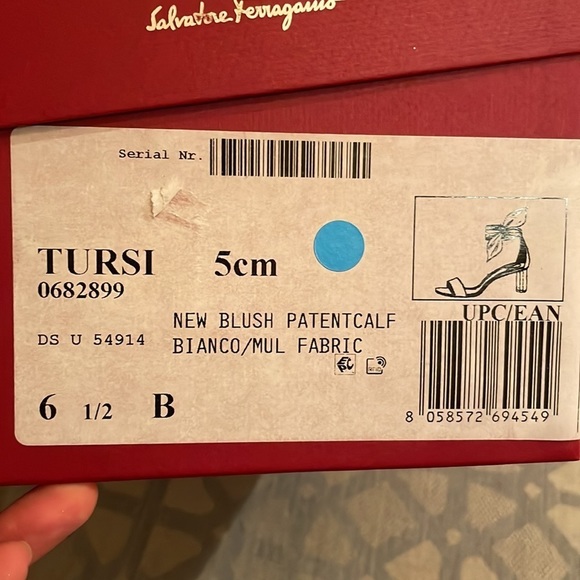 Salvatore Ferragamo
Serial Nr.
TURSI 5cm
0682899
UPC/EAN
NEW BLUSH PATENTCALF
DS U 54914
BIANCO/MUL FABRIC
6 1/2 B
8 058572 694549